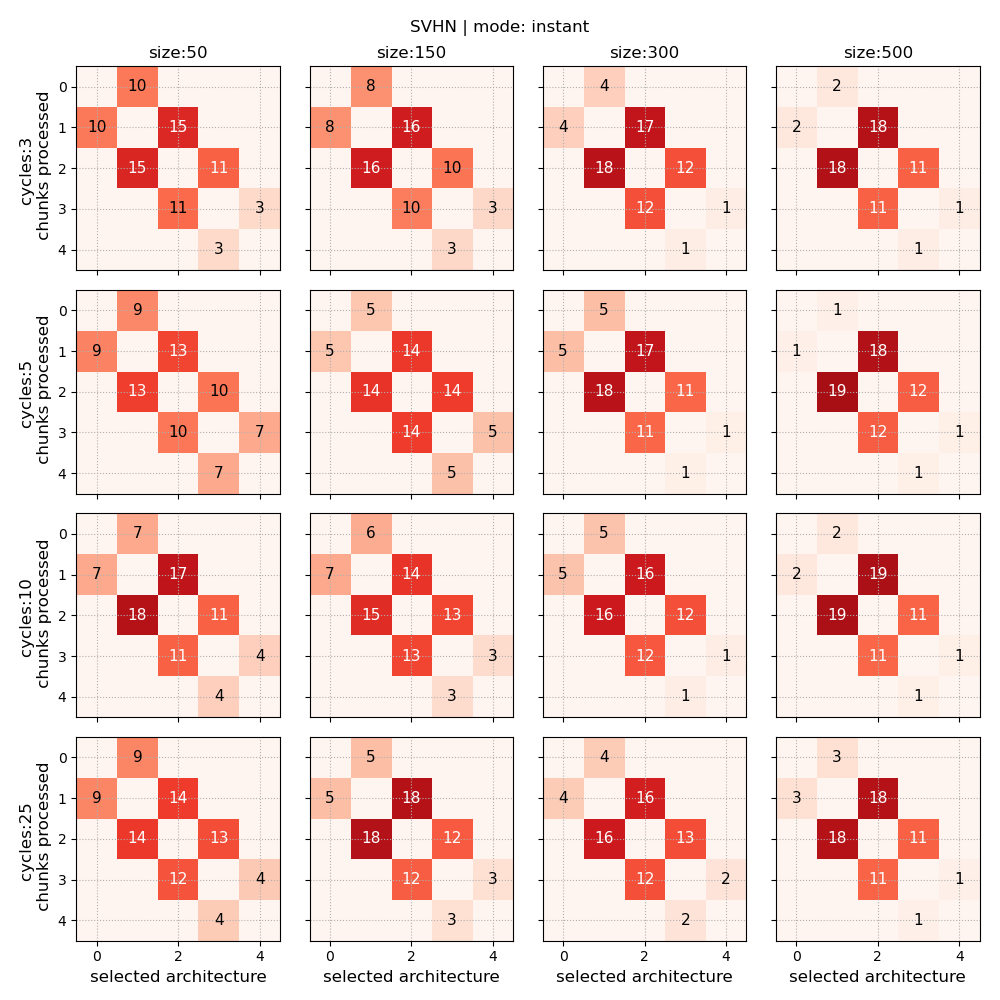 SVHN | mode: instant
size:50 size:150 size:300 size:500
cycles:3
chunks processed
0 10 8 4 2
1 10 15 8 16 4 17 2 18
2 15 11 16 10 18 12 18 11
3 11 3 10 3 12 1 11 1
4 3 3 1 1
cycles:5
chunks processed
0 9 5 5 1
1 9 13 5 14 5 17 1 18
2 13 10 14 14 18 11 19 12
3 10 7 14 5 11 1 12 1
4 7 5 1 1
cycles:10
chunks processed
0 7 6 5 2
1 7 17 7 14 5 16 2 19
2 18 11 15 13 16 12 19 11
3 11 4 13 3 12 1 11 1
4 4 3 1 1
cycles:25
chunks processed
0 9 5 4 3
1 9 14 5 18 4 16 3 18
2 14 13 18 12 16 13 18 11
3 12 4 12 3 12 2 11 1
4 4 3 2 1
0 2 4 0 2 4 0 2 4 0 2 4
selected architecture selected architecture selected architecture selected architecture